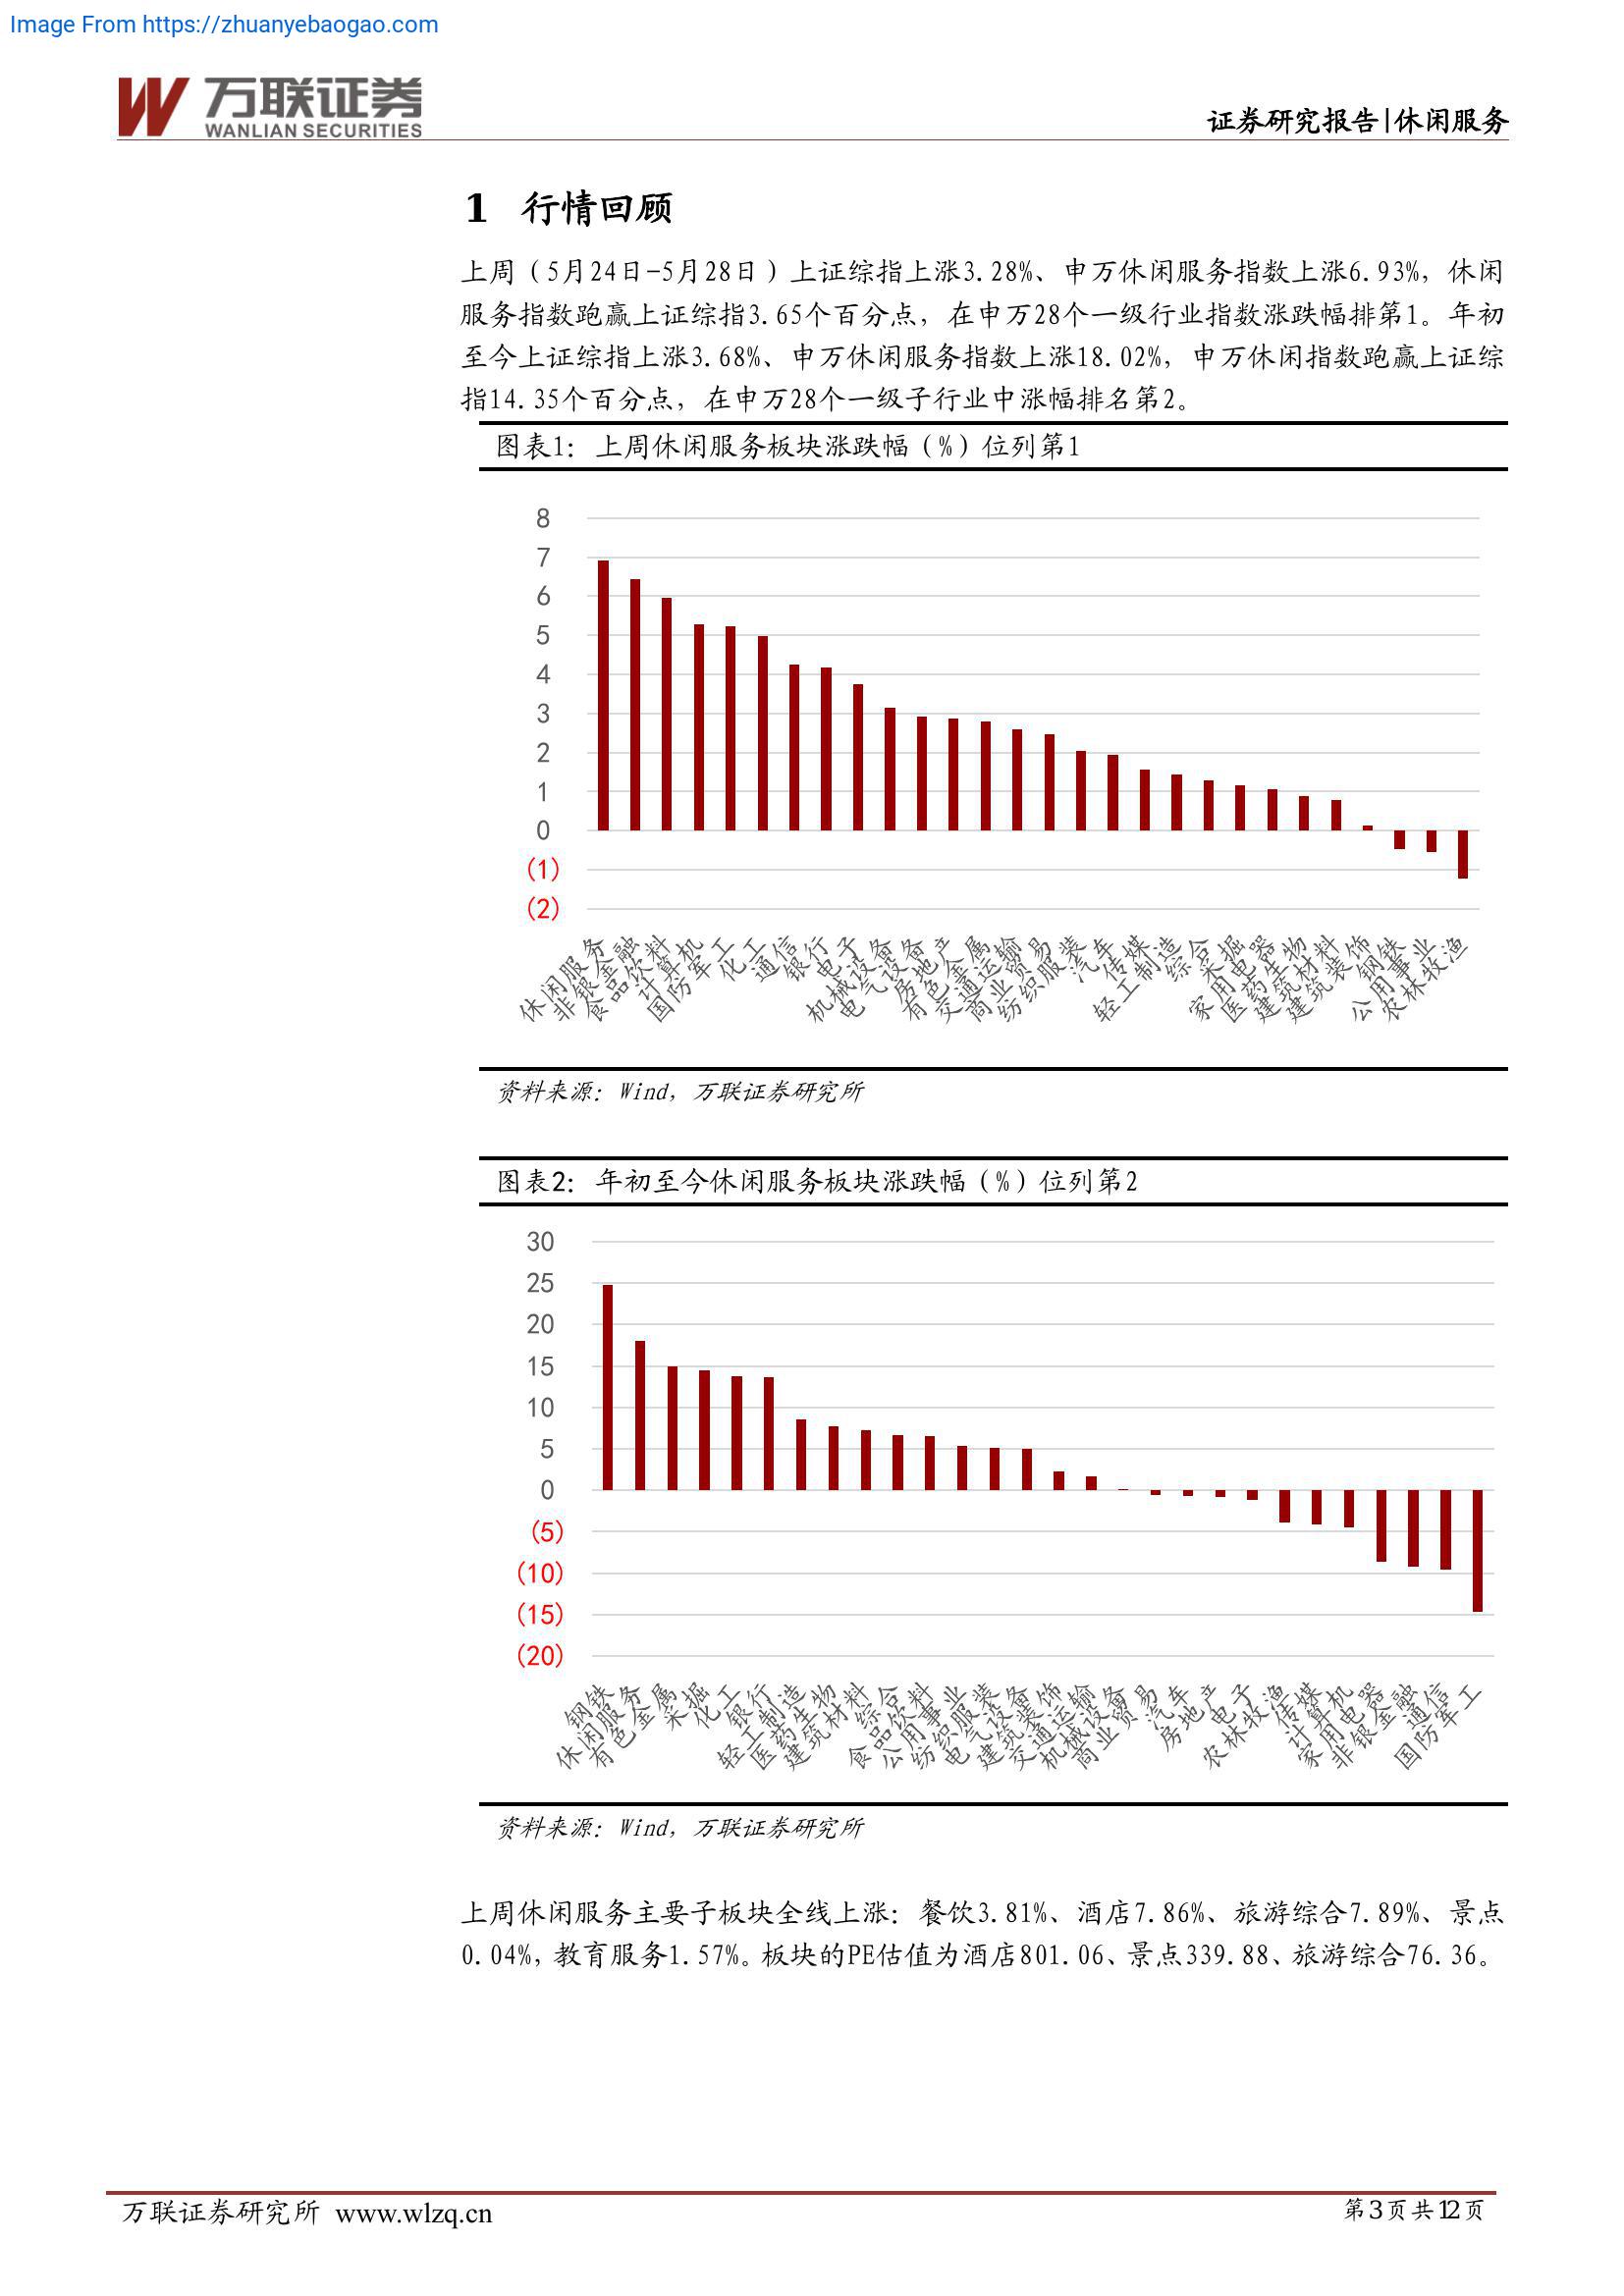 Image From https://zhuanyebaogao.com
万联证券
WANLIAN SECURITIES
证券研究报告|休闲服务
1 行情回顾
上周（5月24日-5月28日）上证综指上涨3.28%、申万休闲服务指数上涨6.93%，休闲
服务指数跑赢上证综指3.65个百分点，在申万28个一级行业指数涨跌幅排第1。年初
至今上证综指上涨3.68%、申万休闲服务指数上涨18.02%，申万休闲指数跑赢上证综
指14.35个百分点，在申万28个一级子行业中涨幅排名第2。
图表1：上周休闲服务板块涨跌幅（%）位列第1
8
7
6
5
4
3
2
1
0
(1)
(2)
休闲服务
非银金融
食品饮料
计算机
国防军工
化工
通信
银行
电子
机械设备
电气设备
房地产
有色金属
交通运输
商业贸易
纺织服装
汽车
传媒
轻工制造
综合
采掘
家用电器
医药生物
建筑材料
建筑装饰
钢铁
公用事业
农林牧渔
资料来源：Wind，万联证券研究所
图表2：年初至今休闲服务板块涨跌幅（%）位列第2
30
25
20
15
10
5
0
(5)
(10)
(15)
(20)
钢铁
休闲服务
有色金属
采掘
化工
银行
轻工制造
医药生物
建筑材料
综合
食品饮料
公用事业
纺织服装
电气设备
建筑装饰
交通运输
机械设备
商业贸易
汽车
房地产
电子
农林牧渔
传媒
计算机
家用电器
非银金融
通信
国防军工
资料来源：Wind，万联证券研究所
上周休闲服务主要子板块全线上涨：餐饮3.81%、酒店7.86%、旅游综合7.89%、景点
0.04%，教育服务1.57%。板块的PE估值为酒店801.06、景点339.88、旅游综合76.36。
万联证券研究所 www.wlzq.cn
第3页共12页